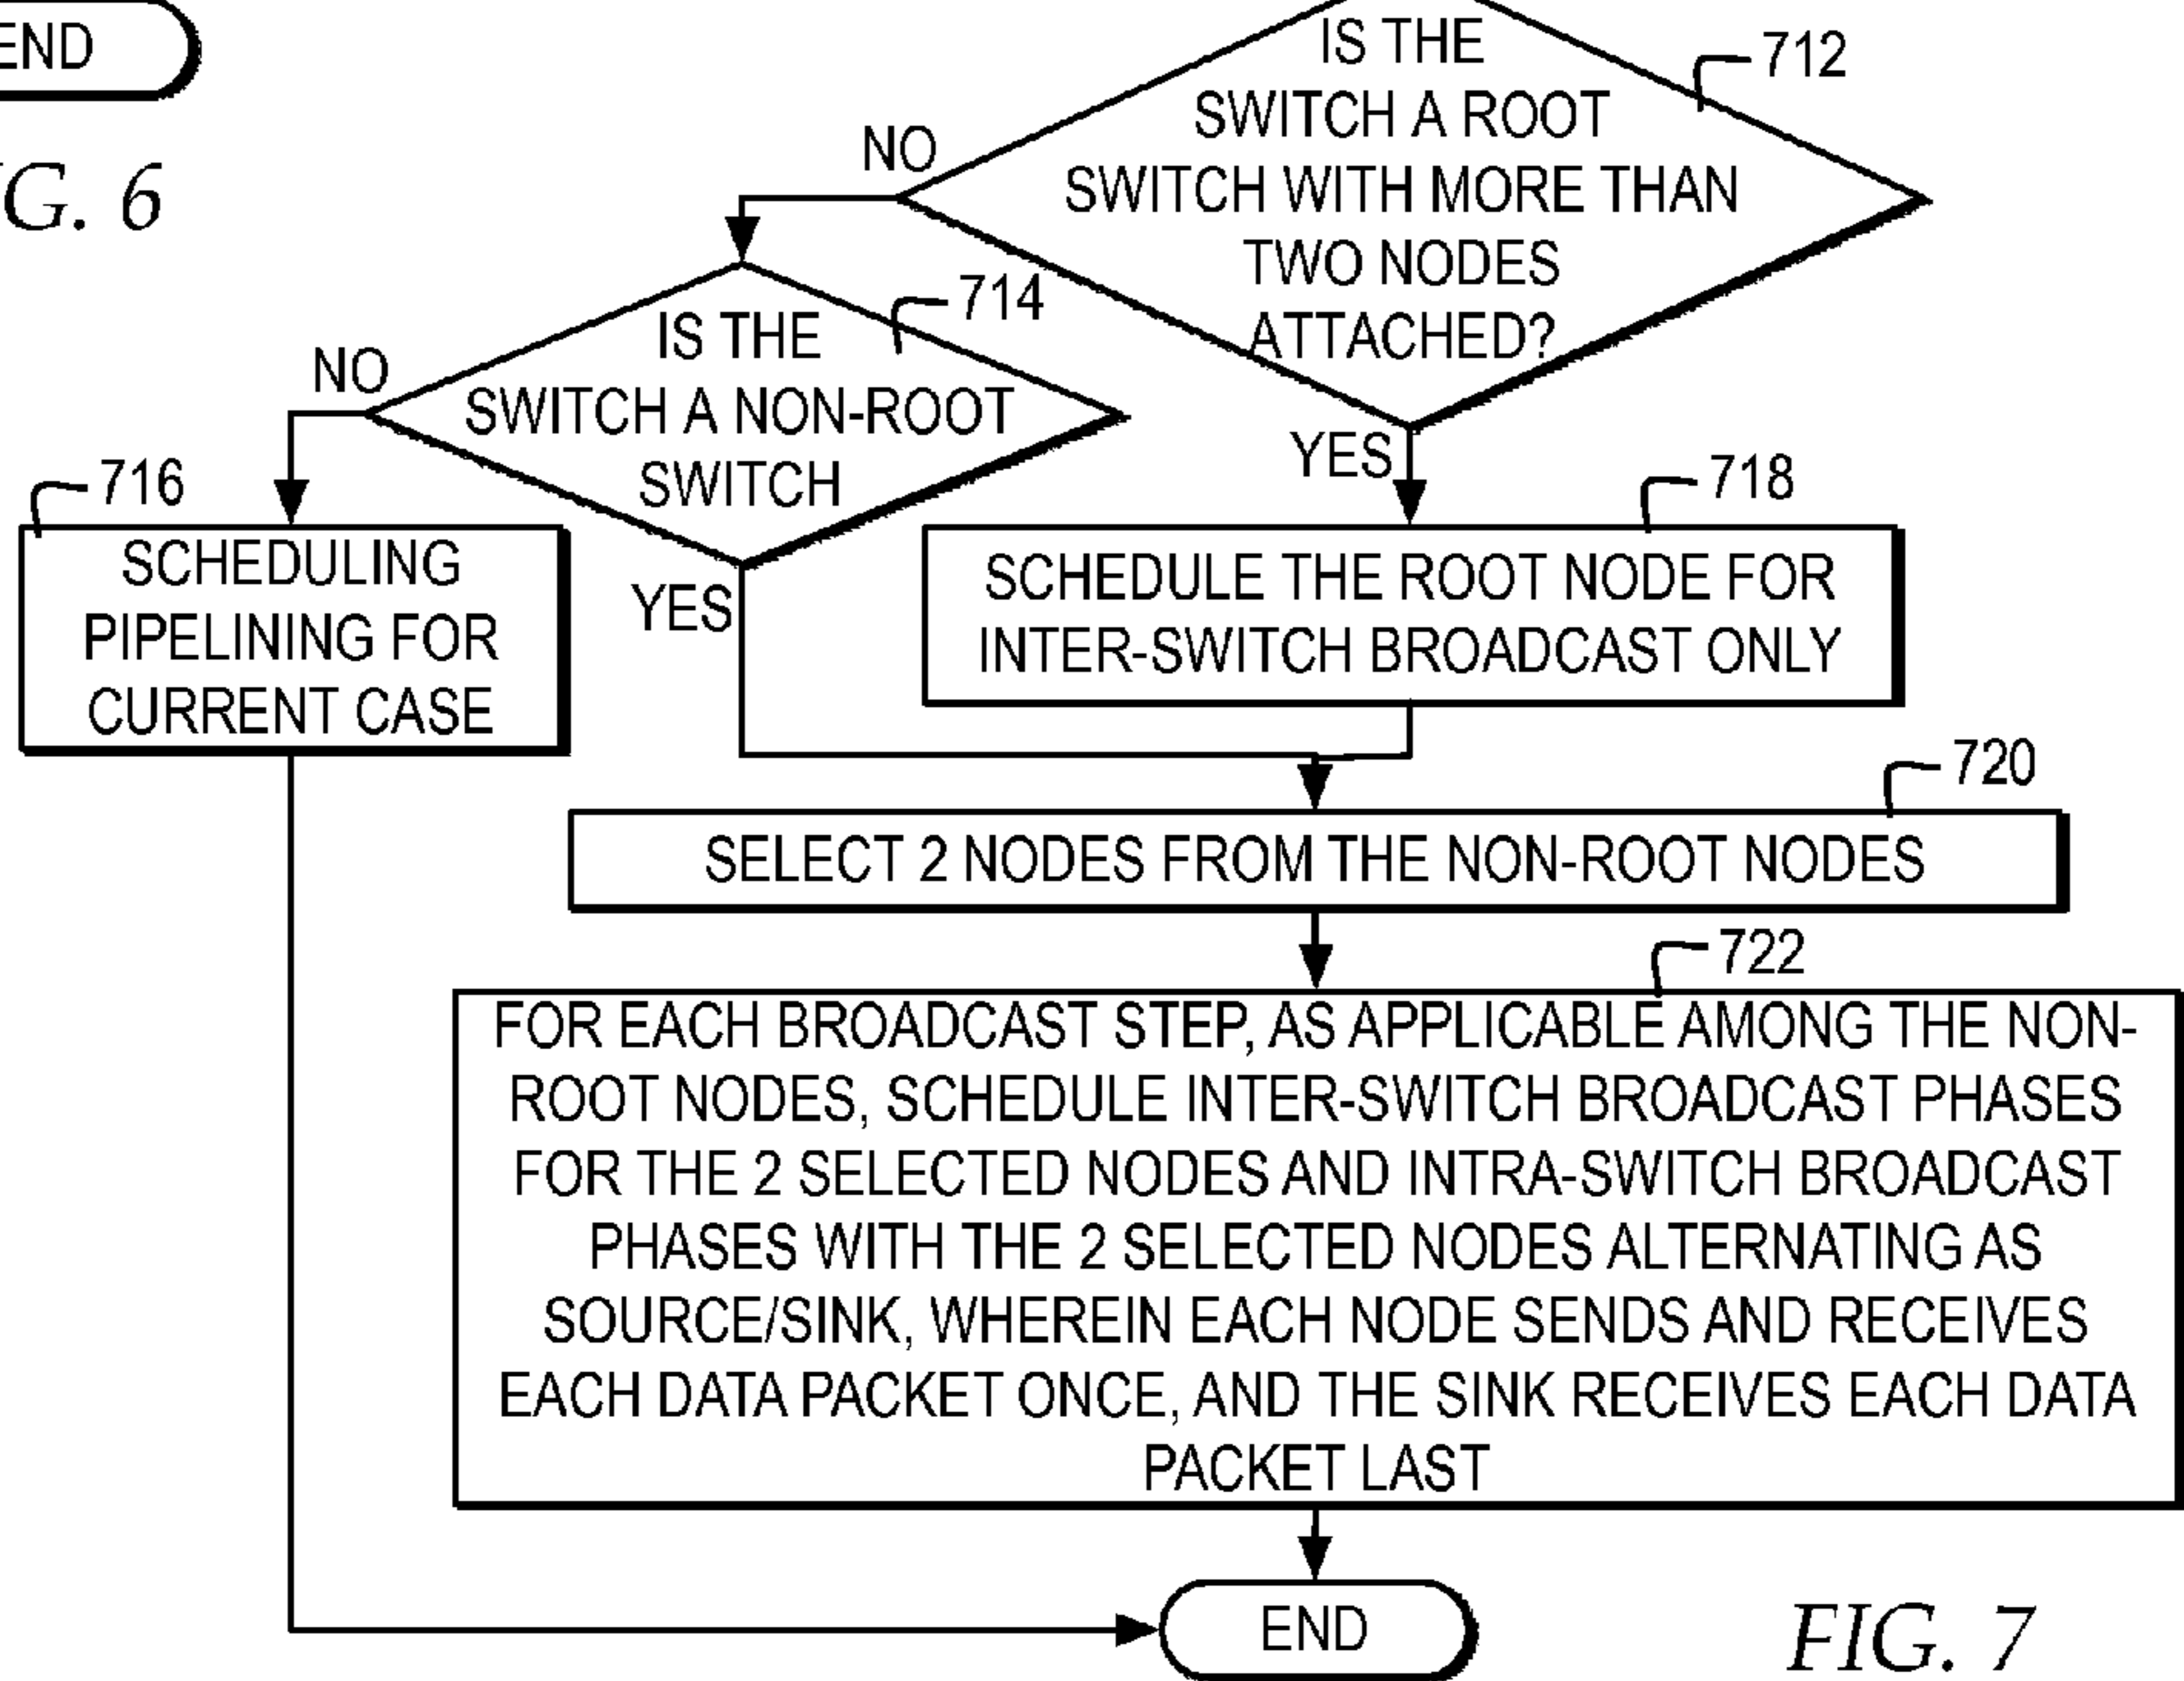 END
G. 6
IS THE
SWITCH A ROOT
SWITCH WITH MORE THAN
TWO NODES
ATTACHED?
712
NO
YES
IS THE
SWITCH A NON-ROOT
SWITCH
714
NO
YES
716
SCHEDULING
PIPELINING FOR
CURRENT CASE
718
SCHEDULE THE ROOT NODE FOR
INTER-SWITCH BROADCAST ONLY
720
SELECT 2 NODES FROM THE NON-ROOT NODES
722
FOR EACH BROADCAST STEP, AS APPLICABLE AMONG THE NON-
ROOT NODES, SCHEDULE INTER-SWITCH BROADCAST PHASES
FOR THE 2 SELECTED NODES AND INTRA-SWITCH BROADCAST
PHASES WITH THE 2 SELECTED NODES ALTERNATING AS
SOURCE/SINK, WHEREIN EACH NODE SENDS AND RECEIVES
EACH DATA PACKET ONCE, AND THE SINK RECEIVES EACH DATA
PACKET LAST
END
FIG. 7